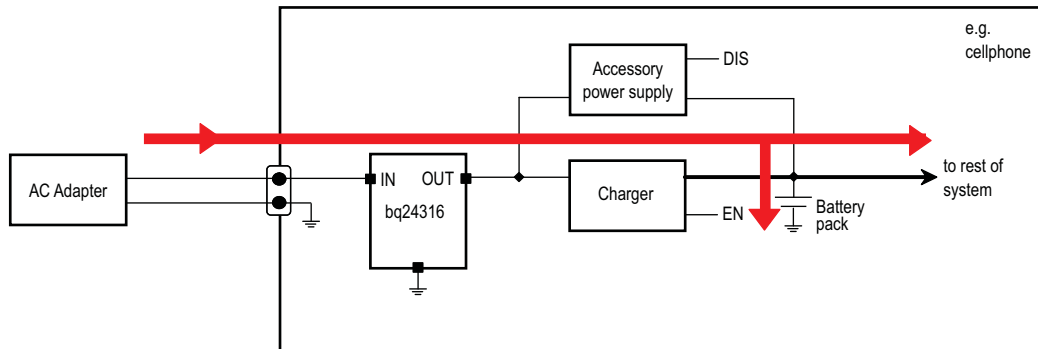 e.g.
cellphone
Accessory
power supply
DIS
AC Adapter
IN
OUT
bq24316
Charger
EN
to rest of
system
Battery
pack